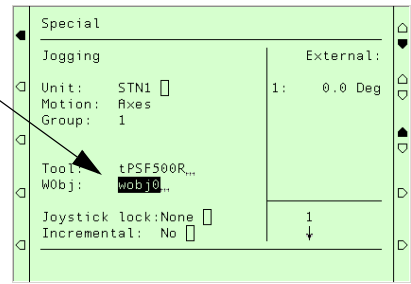 Special
Jogging External:
Unit: STN1 1: 0.0 Deg
Motion: Axes
Group: 1
Tool: tPSF500R...
WObj: wobj0...
Joystick lock:None 1
Incremental: No